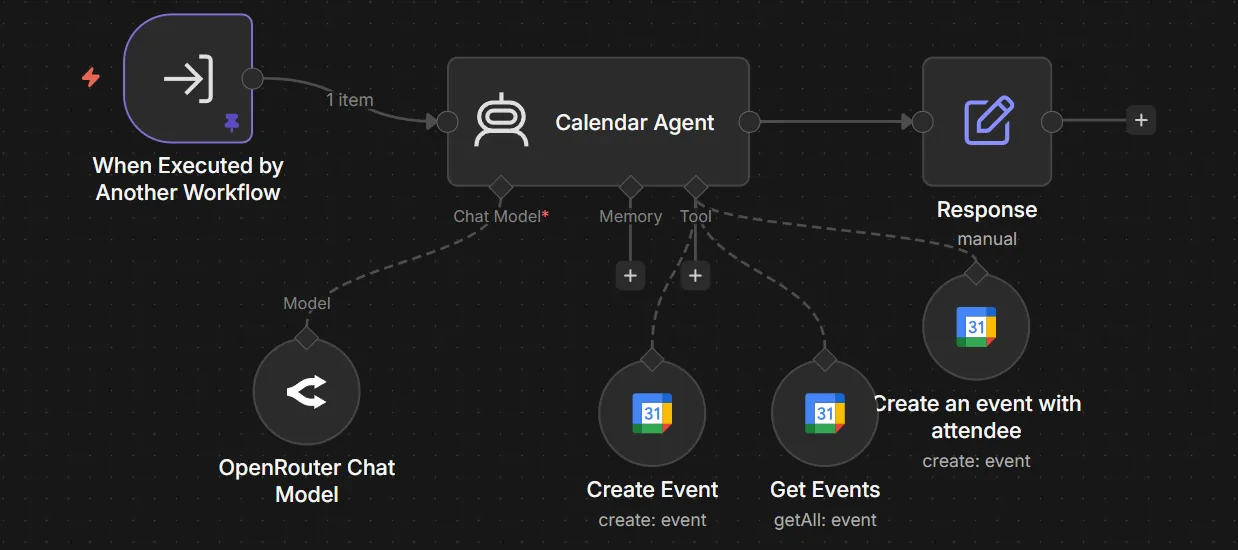 1 item
Calendar Agent
When Executed by
Another Workflow
Chat Model*
Memory
Tool
Response
manual
Model
31
31
31
OpenRouter Chat
Model
Create Event
create: event
Get Events
getAll: event
Create an event with
attendee
create: event